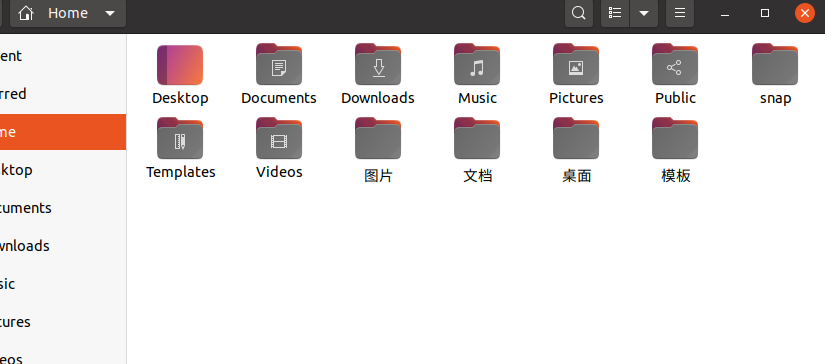 Home
ent
rred
me
ktop
cuments
wnloads
sic
tures
eos
Desktop Documents Downloads Music Pictures Public snap
Templates Videos 图片 文档 桌面 模板